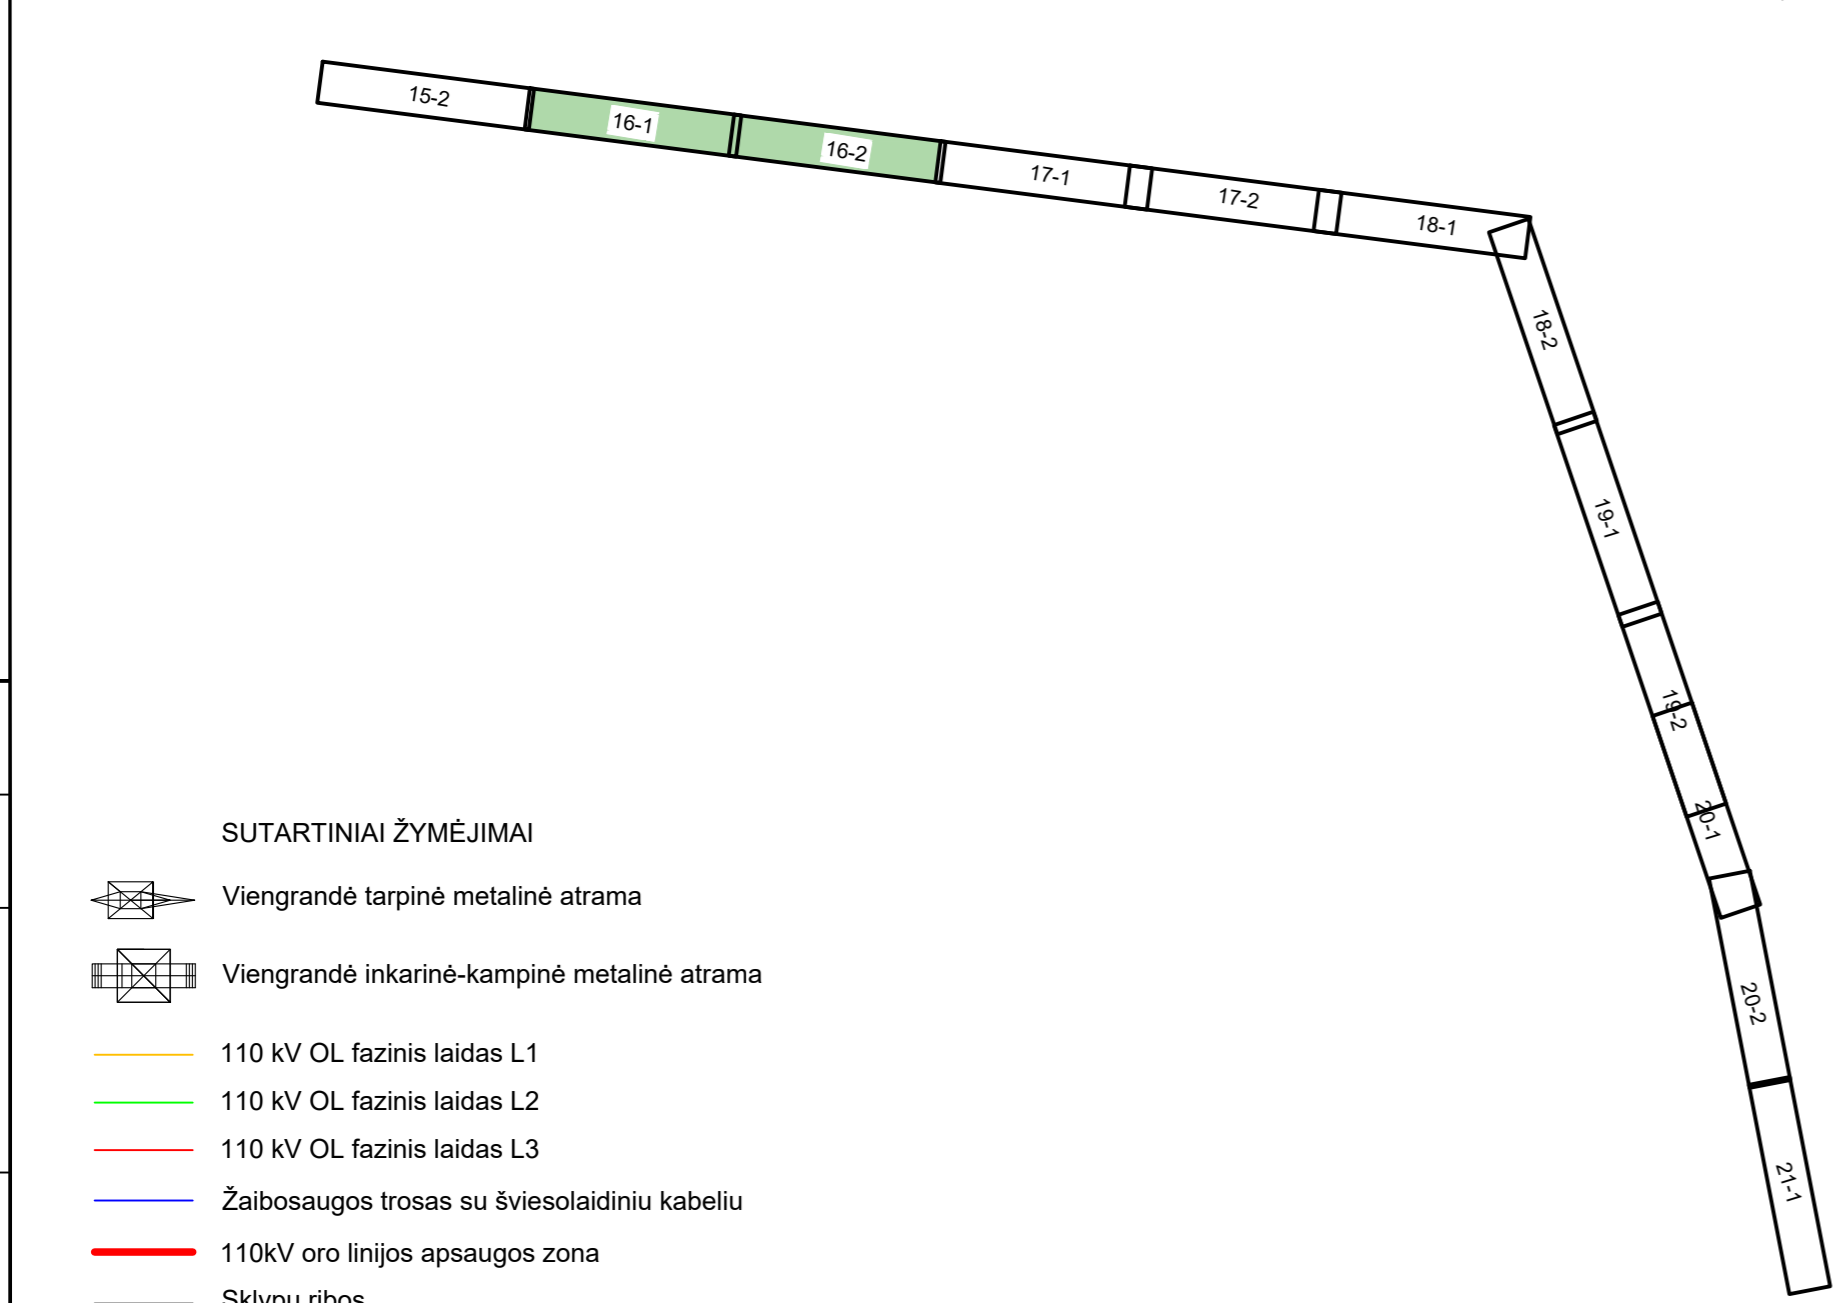 15-2
16-1
16-2
17-1
17-2
18-1
18-2
19-1
19-2
20-1
20-2
21-1
SUTARTINIAI ŽYMĖJIMAI
Viengrandė tarpinė metalinė atrama
Viengrandė inkarinė-kampinė metalinė atrama
110 kV OL fazinis laidas L1
110 kV OL fazinis laidas L2
110 kV OL fazinis laidas L3
Žaibosaugos trosas su šviesolaidiniu kabeliu
110kV oro linijos apsaugos zona
Sklypu ribos